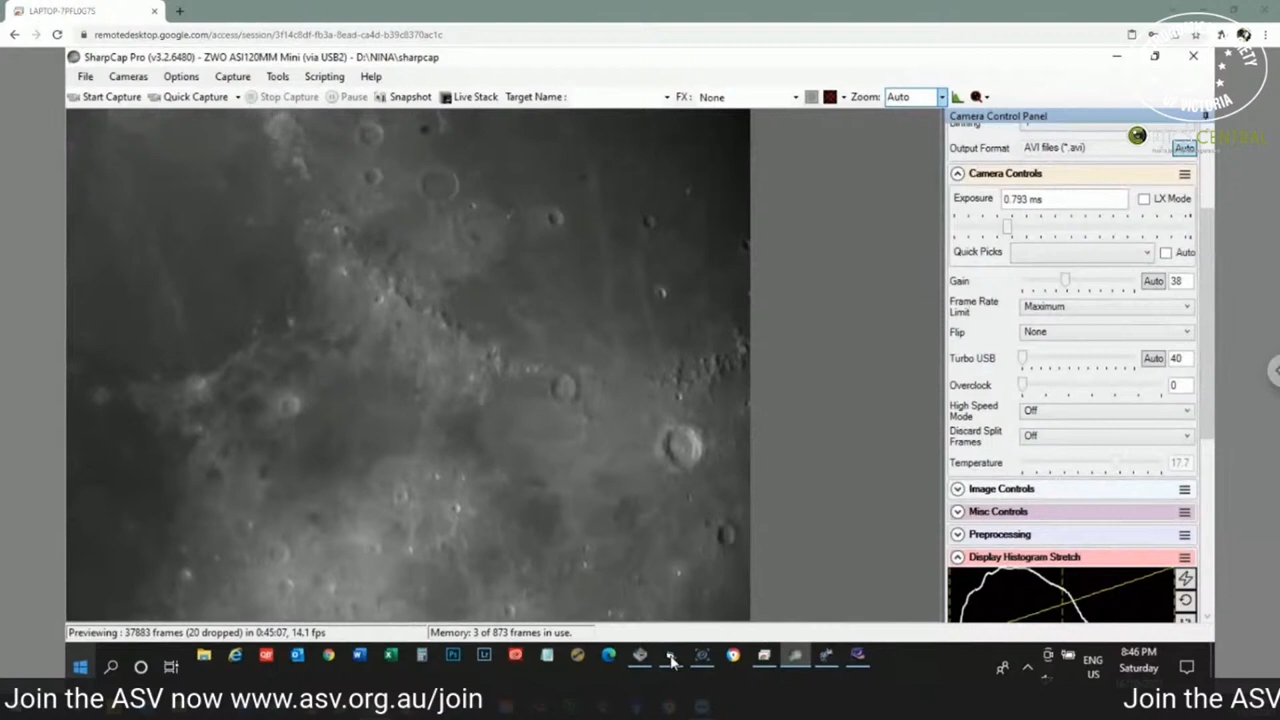 LAPTOP-7PFL0G7S
remotedesktop.google.com/access/session/3f14c8df-fb3a-8ead-ca4d-b39c8370ac1c
SharpCap Pro (v3.2.6480) - ZWO ASI120MM Mini (via USB2) - D:\NINA\sharpcap
File Cameras Options Capture Tools Scripting Help
Start Capture Quick Capture Stop Capture Pause Snapshot Live Stack Target Name: FX: None Zoom: Auto
VICTORIA
CENTRAL
Camera Control Panel
Output Format AVI files (*.avi) Auto
Camera Controls
Exposure 0.793 ms LX Mode
Quick Picks Auto
Gain Auto 38
Frame Rate Limit Maximum
Flip None
Turbo USB Auto 40
Overclock 0
High Speed Mode Off
Discard Split Frames Off
Temperature 17.7
Image Controls
Misc Controls
Preprocessing
Display Histogram Stretch
Previewing : 37883 frames (20 dropped) in 0:45:07, 14.1 fps Memory: 3 of 873 frames in use.
ENG US
8:46 PM
Saturday
Join the ASV now www.asv.org.au/join Join the ASV